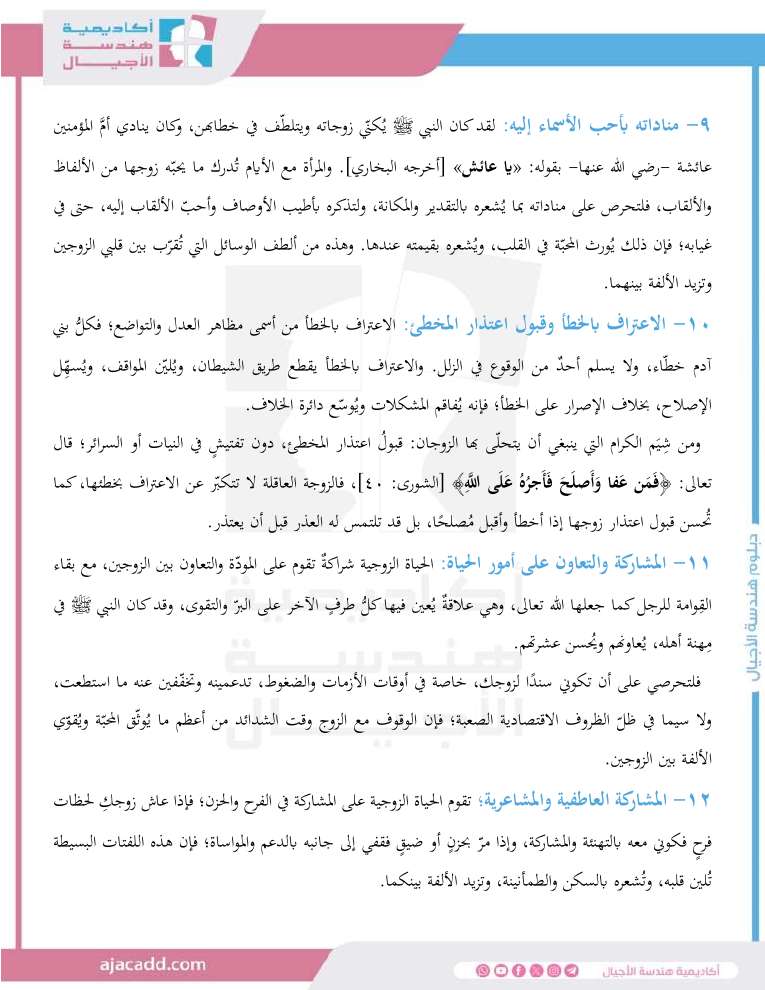 أكاديمية
هندسة
الأجيال
٩- مناداته بأحب الأسماء إليه: لقد كان النبي ﷺ يُكنّي زوجاته ويتلطّف في خطابهن، وكان ينادي أمَّ المؤمنين
عائشة -رضي الله عنها- بقوله: «يا عائش» [أخرجه البخاري]. والمرأة مع الأيام تُدرك ما يحبّه زوجها من الألفاظ
والألقاب، فلتحرص على مناداته بما يُشعره بالتقدير والمكانة، ولتذكره بأطيب الأوصاف وأحبّ الألقاب إليه، حتى في
غيابه؛ فإن ذلك يُورث المحبّة في القلب، ويُشعره بقيمته عندها. وهذه من ألطف الوسائل التي تُقرّب بين قلبي الزوجين
وتزيد الألفة بينهما.
١٠- الاعتراف بالخطأ وقبول اعتذار المخطئ: الاعتراف بالخطأ من أسمى مظاهر العدل والتواضع؛ فكلُّ بني
آدم خطّاء، ولا يسلم أحدٌ من الوقوع في الزلل. والاعتراف بالخطأ يقطع طريق الشيطان، ويُليّن المواقف، ويُسهّل
الإصلاح، بخلاف الإصرار على الخطأ؛ فإنه يُفاقم المشكلات ويُوسّع دائرة الخلاف.
ومن شِيَم الكرام التي ينبغي أن يتحلّى بها الزوجان: قبولُ اعتذار المخطئ، دون تفتيشٍ في النيات أو السرائر؛ قال
تعالى: ﴿فَمَن عَفا وَأَصلَحَ فَأَجرُهُ عَلَى اللَّهِ﴾ [الشورى: ٤٠]، فالزوجة العاقلة لا تتكبّر عن الاعتراف بخطئها، كما
تُحسن قبول اعتذار زوجها إذا أخطأ وأقبل مُصلحًا، بل قد تلتمس له العذر قبل أن يعتذر.
١١- المشاركة والتعاون على أمور الحياة: الحياة الزوجية شراكةٌ تقوم على المودّة والتعاون بين الزوجين، مع بقاء
القِوامة للرجل كما جعلها الله تعالى، وهي علاقةٌ يُعين فيها كلُّ طرفٍ الآخر على البرّ والتقوى، وقد كان النبي ﷺ في
مِهنة أهله، يُعاونهم ويُحسن عشرتهم.
فلتحرصي على أن تكوني سندًا لزوجك، خاصة في أوقات الأزمات والضغوط، تدعمينه وتخفّفين عنه ما استطعت،
ولا سيما في ظلّ الظروف الاقتصادية الصعبة؛ فإن الوقوف مع الزوج وقت الشدائد من أعظم ما يُوثّق المحبّة ويُقوّي
الألفة بين الزوجين.
١٢- المشاركة العاطفية والمشاعرية؛ تقوم الحياة الزوجية على المشاركة في الفرح والحزن؛ فإذا عاش زوجكِ لحظات
فرحٍ فكوني معه بالتهنئة والمشاركة، وإذا مرّ بحزنٍ أو ضيقٍ فقفي إلى جانبه بالدعم والمواساة؛ فإن هذه اللفتات البسيطة
تُلين قلبه، وتُشعره بالسكن والطمأنينة، وتزيد الألفة بينكما.
دبلوم هندسة الأجيال
أكاديمية
هندسة
الأجيال
أكاديمية هندسة الأجيال
ajacadd.com